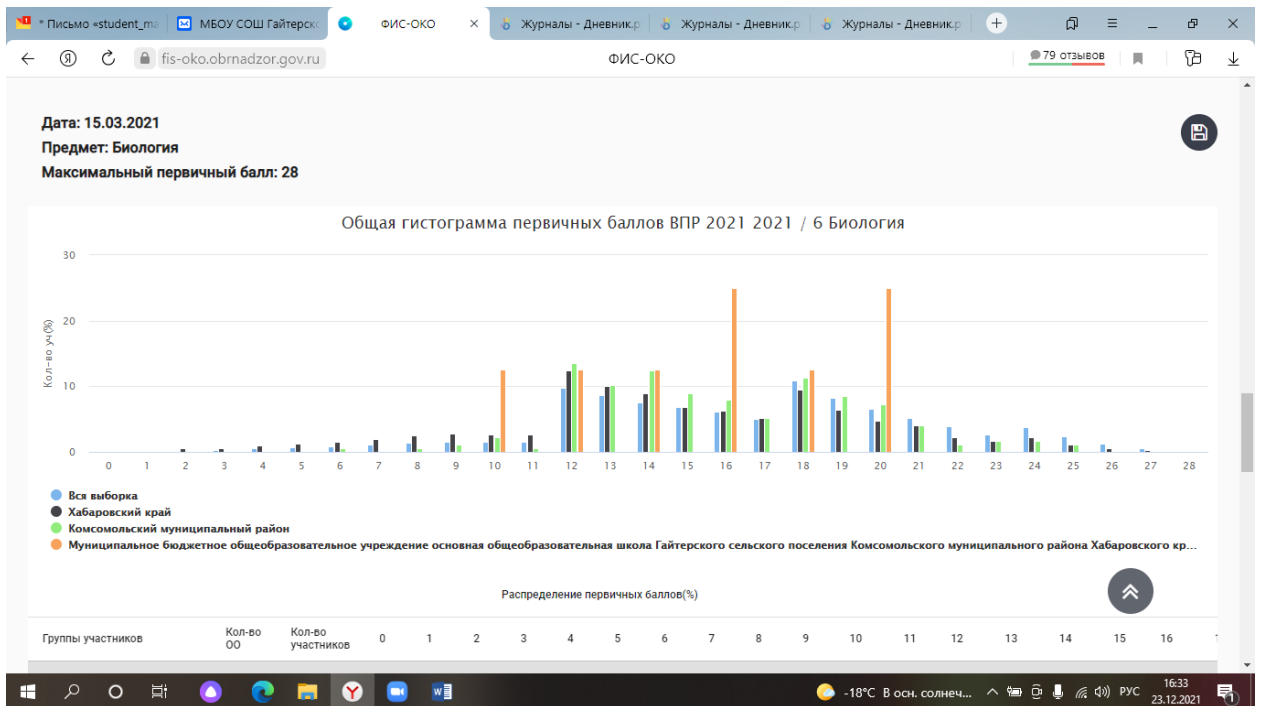 * Письмо «student_ma
МБОУ СОШ Гайтерско
ФИС-ОКО
Журналы - Дневник.р
Журналы - Дневник.р
Журналы - Дневник.р
fis-oko.obrnadzor.gov.ru
ФИС-ОКО
79 отзывов
Дата: 15.03.2021
Предмет: Биология
Максимальный первичный балл: 28
Общая гистограмма первичных баллов ВПР 2021 2021 / 6 Биология
Кол-во уч(%)
30
20
10
0
0 1 2 3 4 5 6 7 8 9 10 11 12 13 14 15 16 17 18 19 20 21 22 23 24 25 26 27 28
Вся выборка
Хабаровский край
Комсомольский муниципальный район
Муниципальное бюджетное общеобразовательное учреждение основная общеобразовательная школа Гайтерского сельского поселения Комсомольского муниципального района Хабаровского кр...
Распределение первичных баллов(%)
Группы участников Кол-во ОО Кол-во участников 0 1 2 3 4 5 6 7 8 9 10 11 12 13 14 15 16
-18°C В осн. солнеч... РУС
16:33
23.12.2021